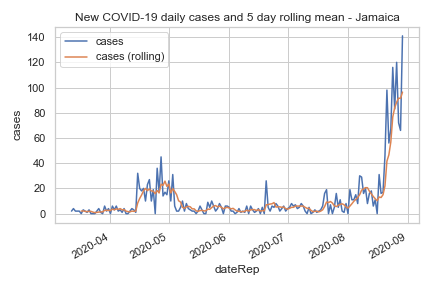 New COVID-19 daily cases and 5 day rolling mean - Jamaica
cases
cases (rolling)
cases
140
120
100
80
60
40
20
0
2020-04
2020-05
2020-06
2020-07
2020-08
2020-09
dateRep